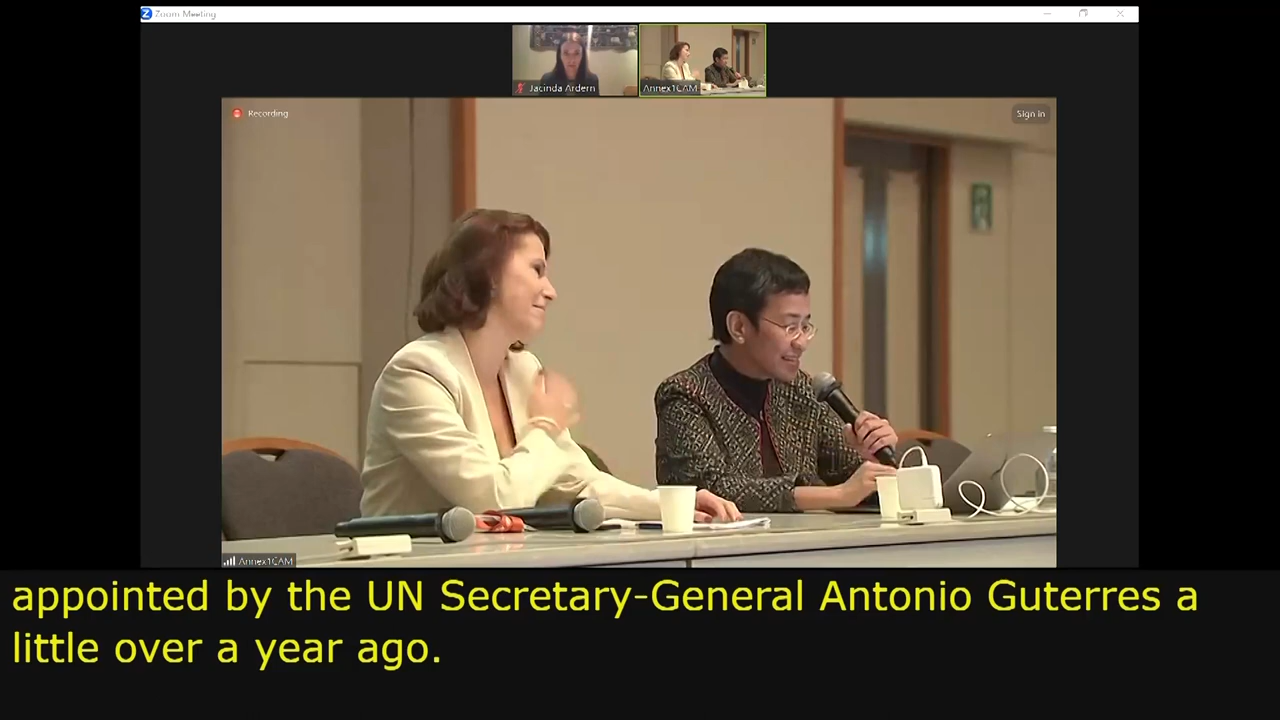 Zoom Meeting
Jacinda Ardern
Annex1CAM
Recording
Sign in
Annex1CAM
appointed by the UN Secretary-General Antonio Guterres a
little over a year ago.